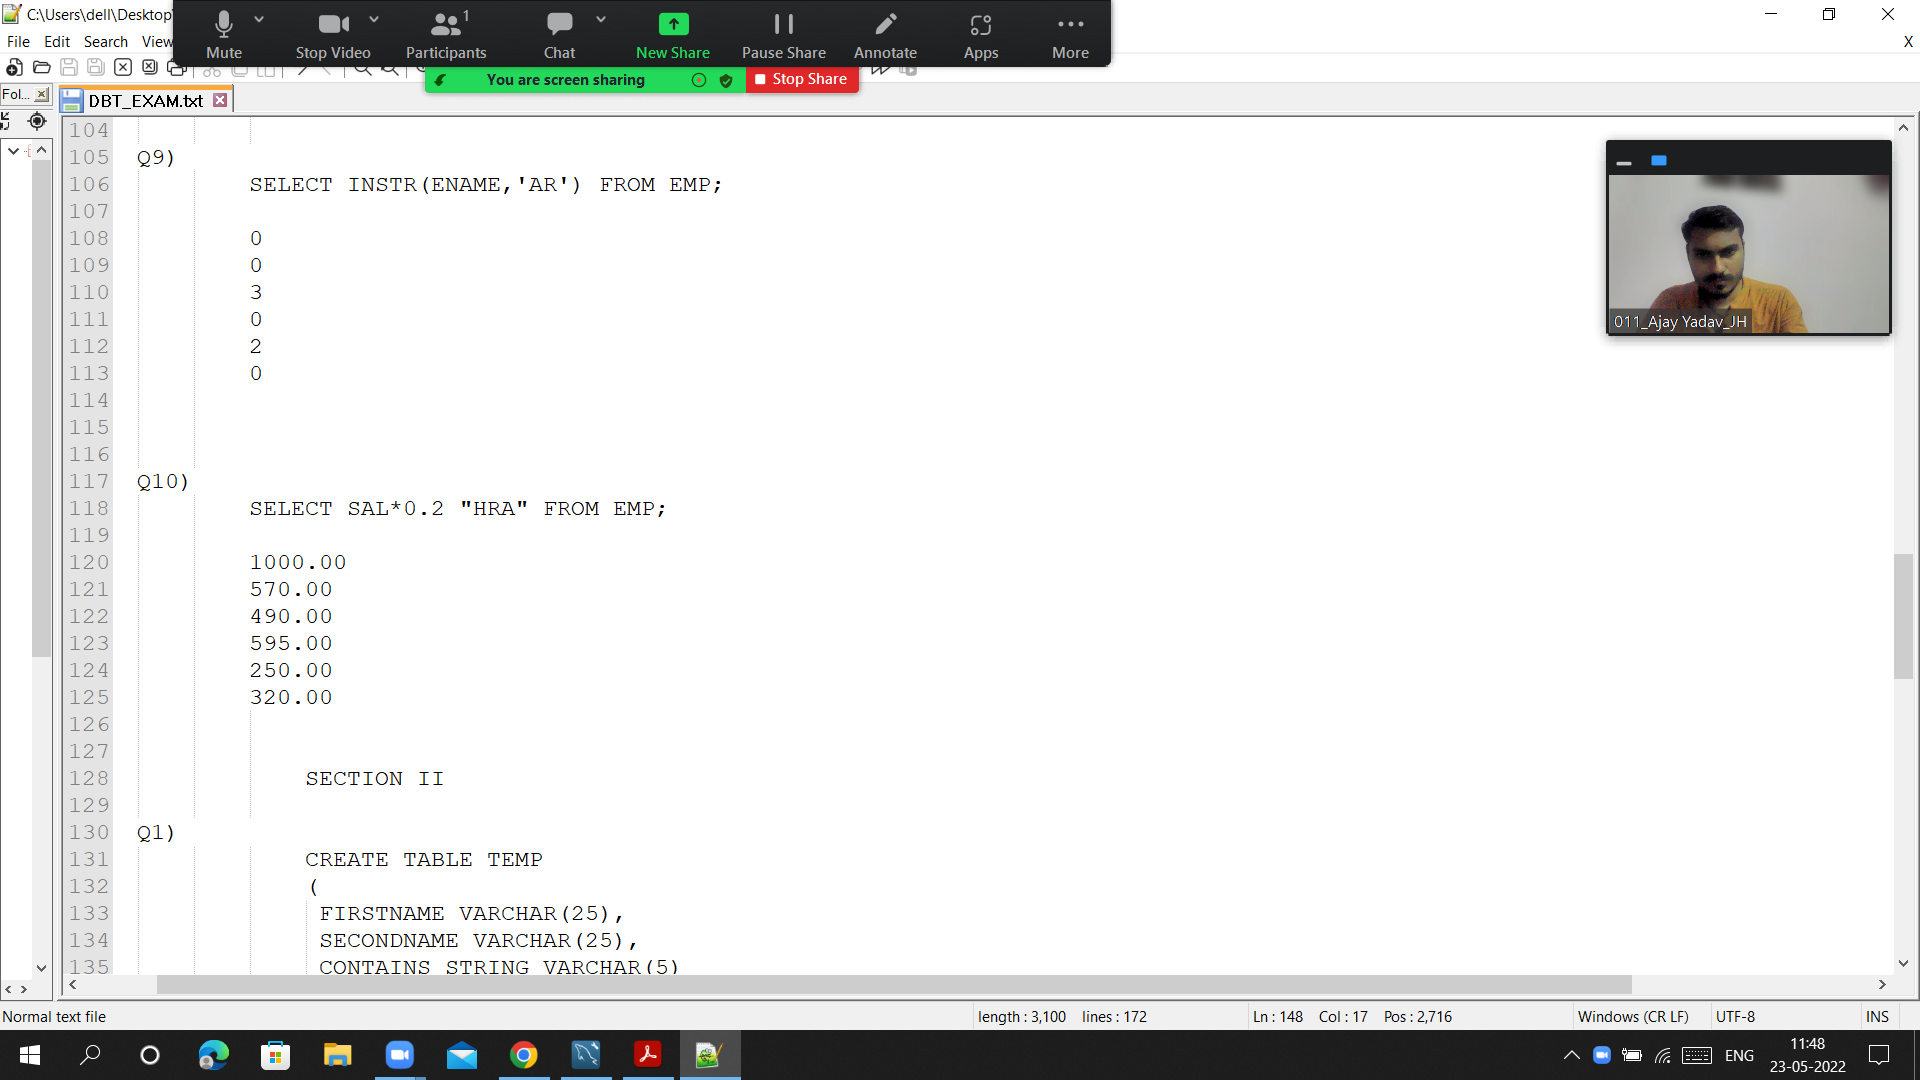 C:\Users\dell\Desktop\
Mute
Stop Video
Participants
1
Chat
New Share
Pause Share
Annotate
Apps
More
File Edit Search View
X
You are screen sharing
Stop Share
Fol...
DBT_EXAM.txt
104
105 Q9)
106 SELECT INSTR(ENAME,'AR') FROM EMP;
107
108 0
109 0
110 3
111 0
112 2
113 0
114
115
116
117 Q10)
118 SELECT SAL*0.2 "HRA" FROM EMP;
119
120 1000.00
121 570.00
122 490.00
123 595.00
124 250.00
125 320.00
126
127
128 SECTION II
129
130 Q1)
131 CREATE TABLE TEMP
132 (
133 FIRSTNAME VARCHAR(25),
134 SECONDNAME VARCHAR(25),
135 CONTAINS STRING VARCHAR(5)
011_Ajay Yadav_JH
Normal text file
length : 3,100 lines : 172
Ln : 148 Col : 17 Pos : 2,716
Windows (CR LF)
UTF-8
INS
ENG
11:48
23-05-2022